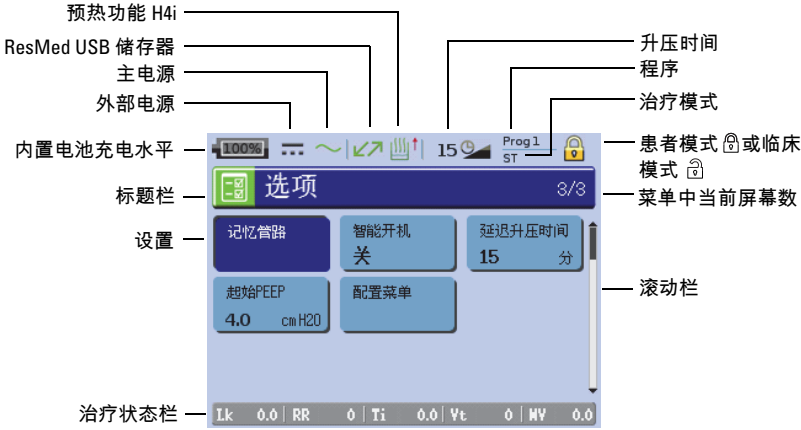 预热功能 H4i
ResMed USB 储存器
主电源
外部电源
内置电池充电水平
标题栏
设置
治疗状态栏
升压时间
程序
治疗模式
患者模式或临床
模式
菜单中当前屏幕数
滚动栏
100%
15
Prog1
ST
选项
3/3
记忆管路
智能开机
关
延迟升压时间
15 分
起始PEEP
4.0 cmH2O
配置菜单
Lk 0.0 RR 0 Ti 0.0 Vt 0 MV 0.0